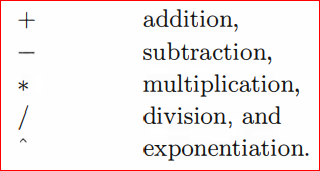 + addition,
− subtraction,
* multiplication,
/ division, and
^ exponentiation.